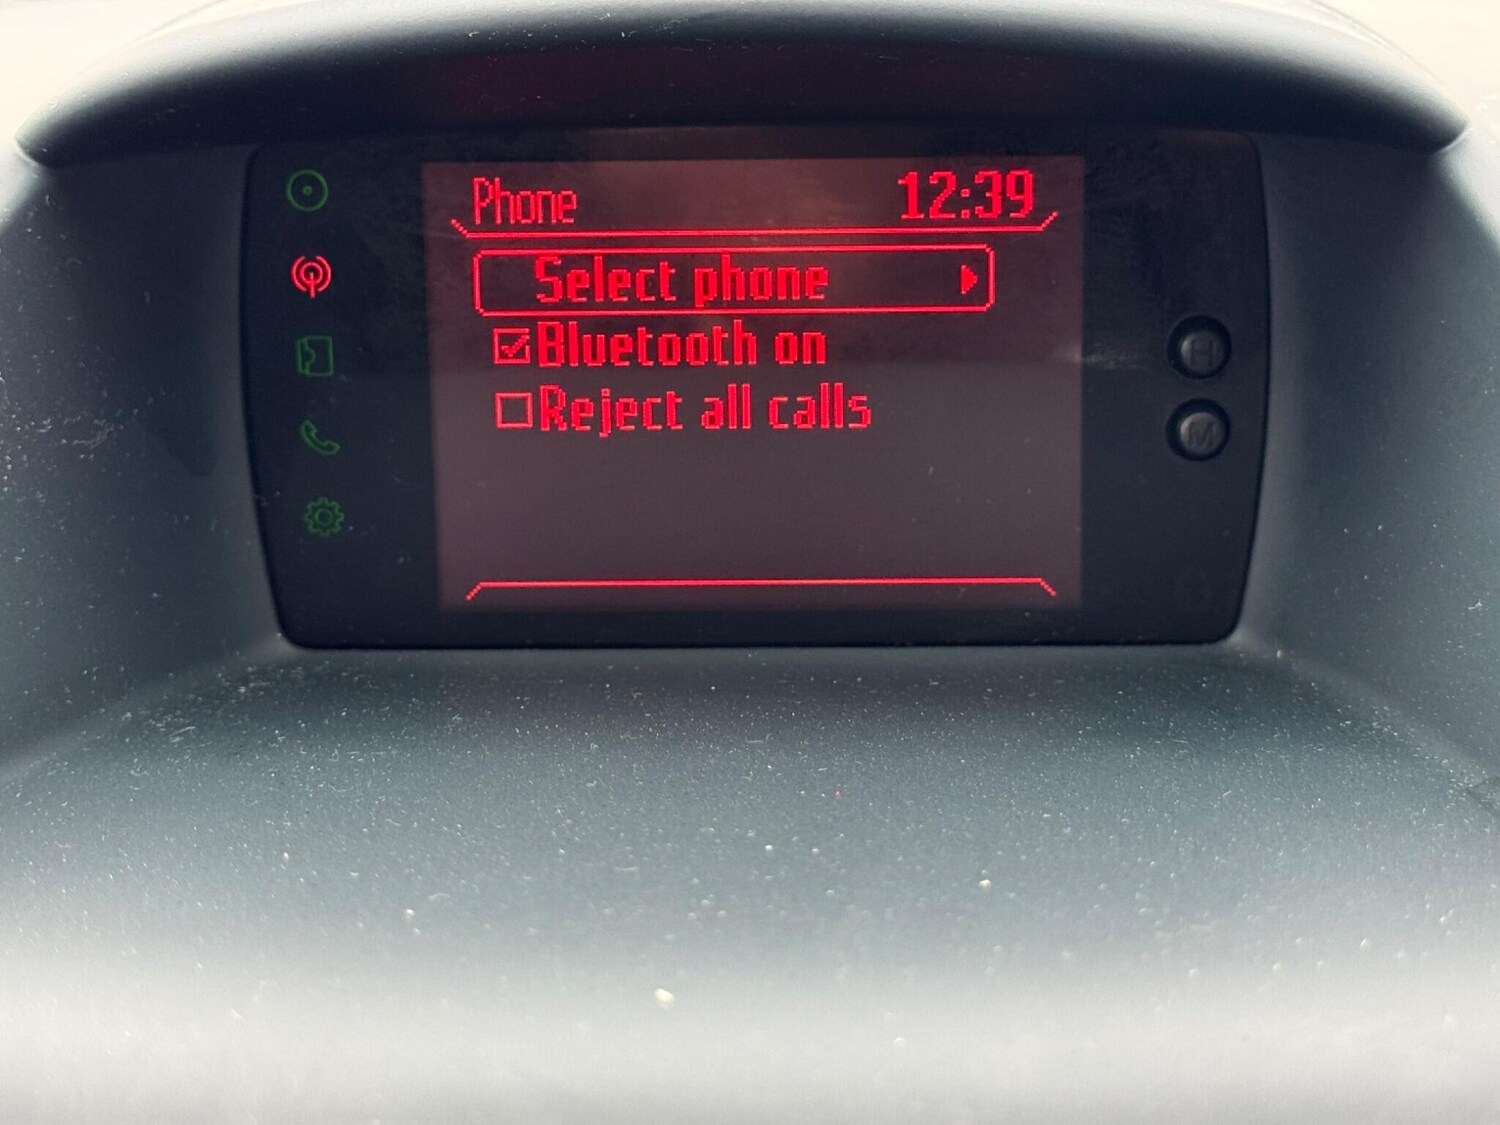 Phone 12:39
Select phone
Bluetooth on
Reject all calls
H
M